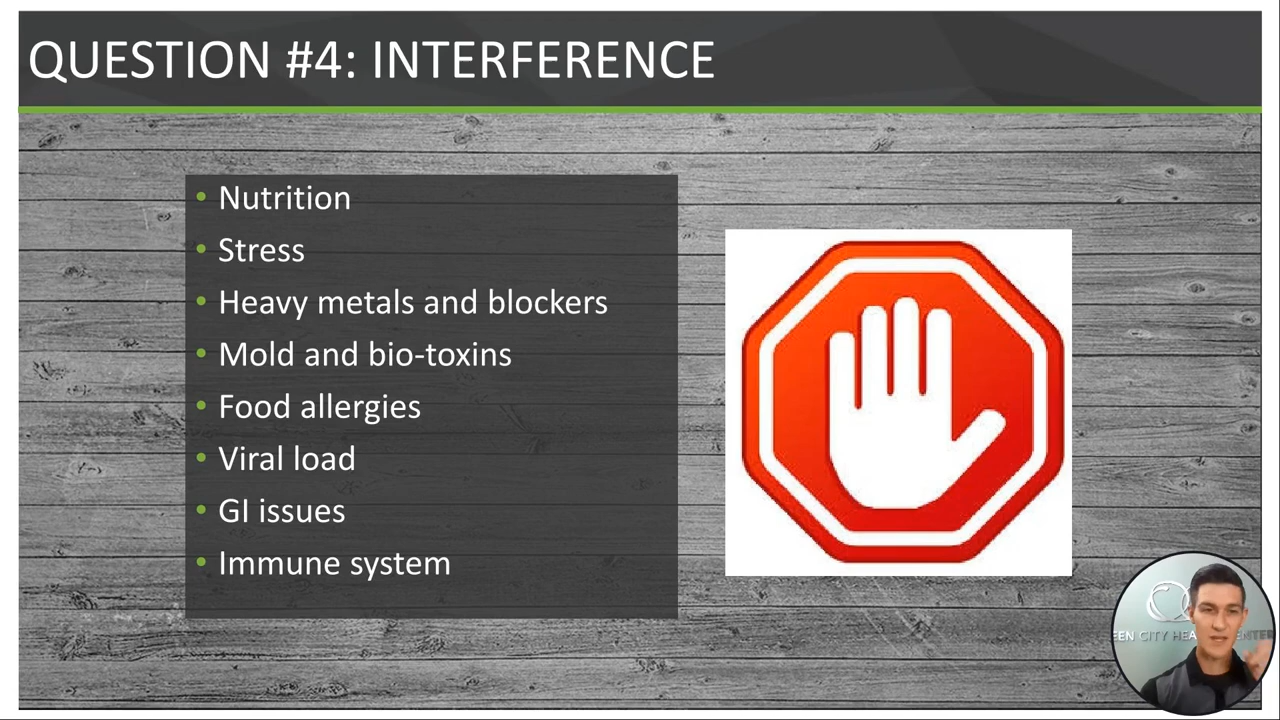 QUESTION #4: INTERFERENCE
• Nutrition
• Stress
• Heavy metals and blockers
• Mold and bio-toxins
• Food allergies
• Viral load
• GI issues
• Immune system
CITY